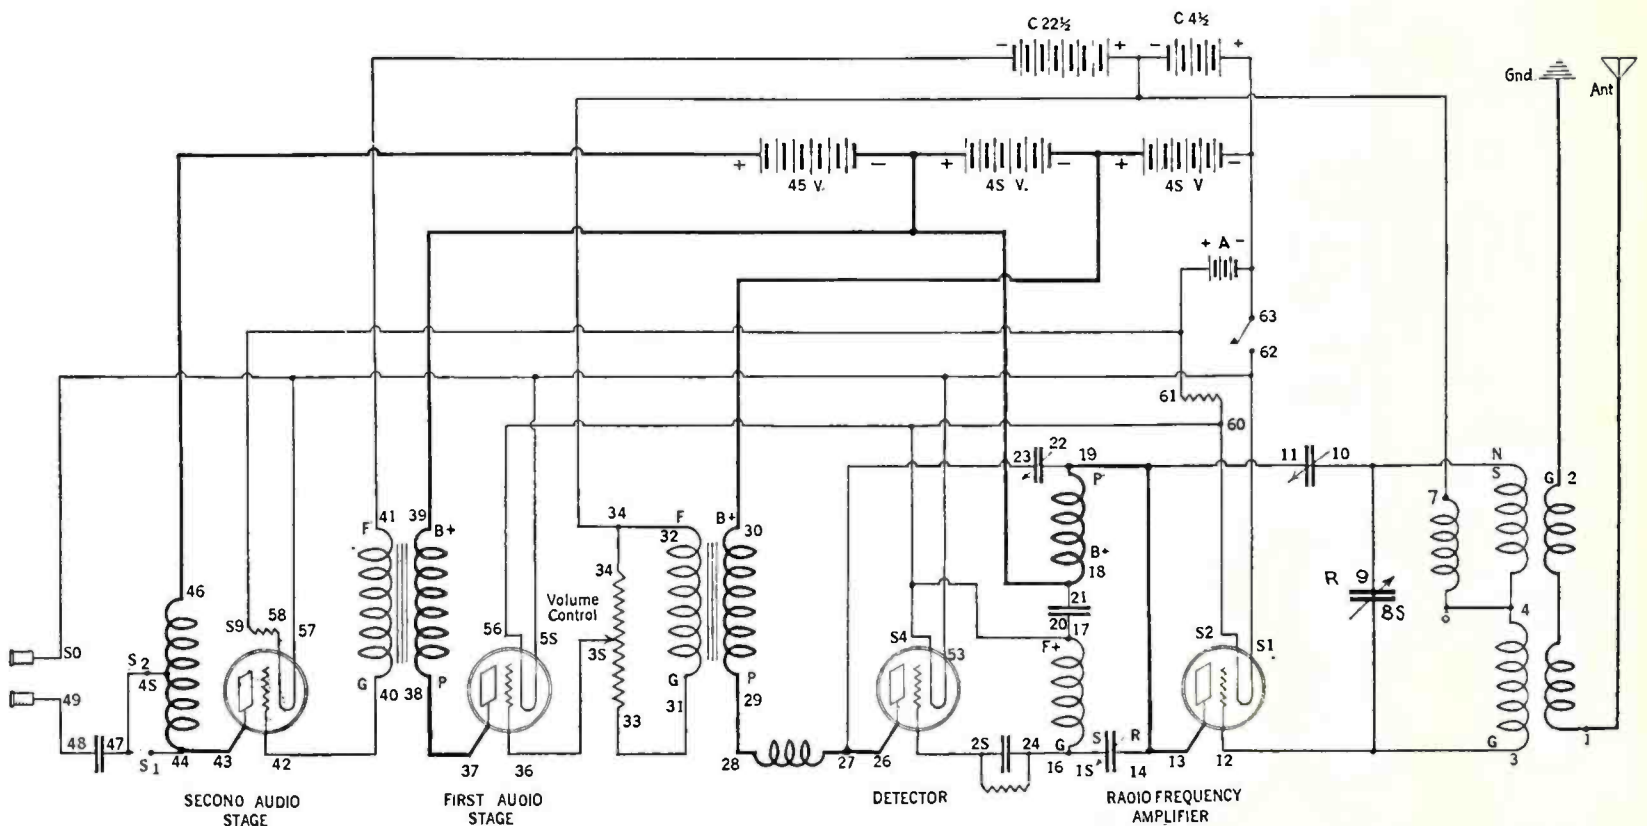 C 22½
C 4½
- + - +
Gnd
Ant
+ - + - + -
45 V.
4S V.
4S V
+ A -
63
62
61
60
23 22 19 11 10 N
P S
7 G 2
41 39 34 F B+
F B+ 32 30
B+
18
34
R 9
8S
46
21
20 17
4
Volume
Control
S9 58 57
56 5S
3S
S4 53
F+
S2 S1
S0
S 2
4S
49
G 40 38 P
G P
31 29
33
48 47
S1 44 43 42
37 36
28 27 26
2S 24 G
16 1S S R
14 13 12
G
3
1
SECONO AUDIO
STAGE
FIRST AUOIO
STAGE
DETECTOR
RAOIO FREQUENCY
AMPLIFIER